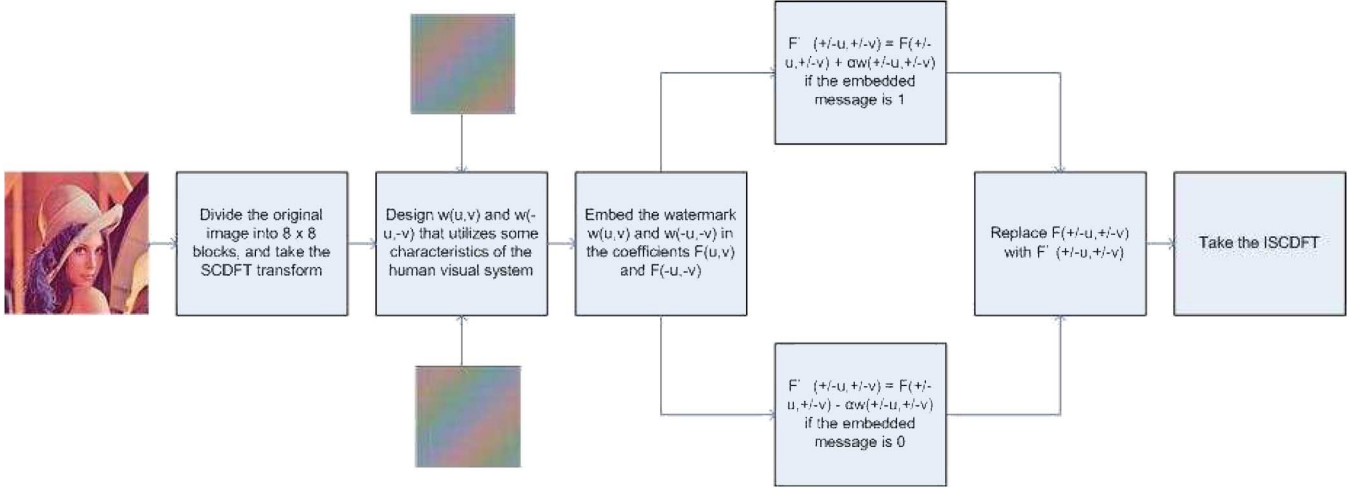 Divide the original
image into 8 x 8
blocks, and take the
SCDFT transform
Design w(u,v) and w(-
u,-v) that utilizes some
characteristics of the
human visual system
Embed the watermark
w(u,v) and w(-u,-v) in
the coefficients F(u,v)
and F(-u,-v)
F' (+/-u,+/-v) = F(+/-
u,+/-v) + αw(+/-u,+/-v)
if the embedded
message is 1
F' (+/-u,+/-v) = F(+/-
u,+/-v) - αw(+/-u,+/-v)
if the embedded
message is 0
Replace F(+/-u,+/-v)
with F' (+/-u,+/-v)
Take the ISCDFT